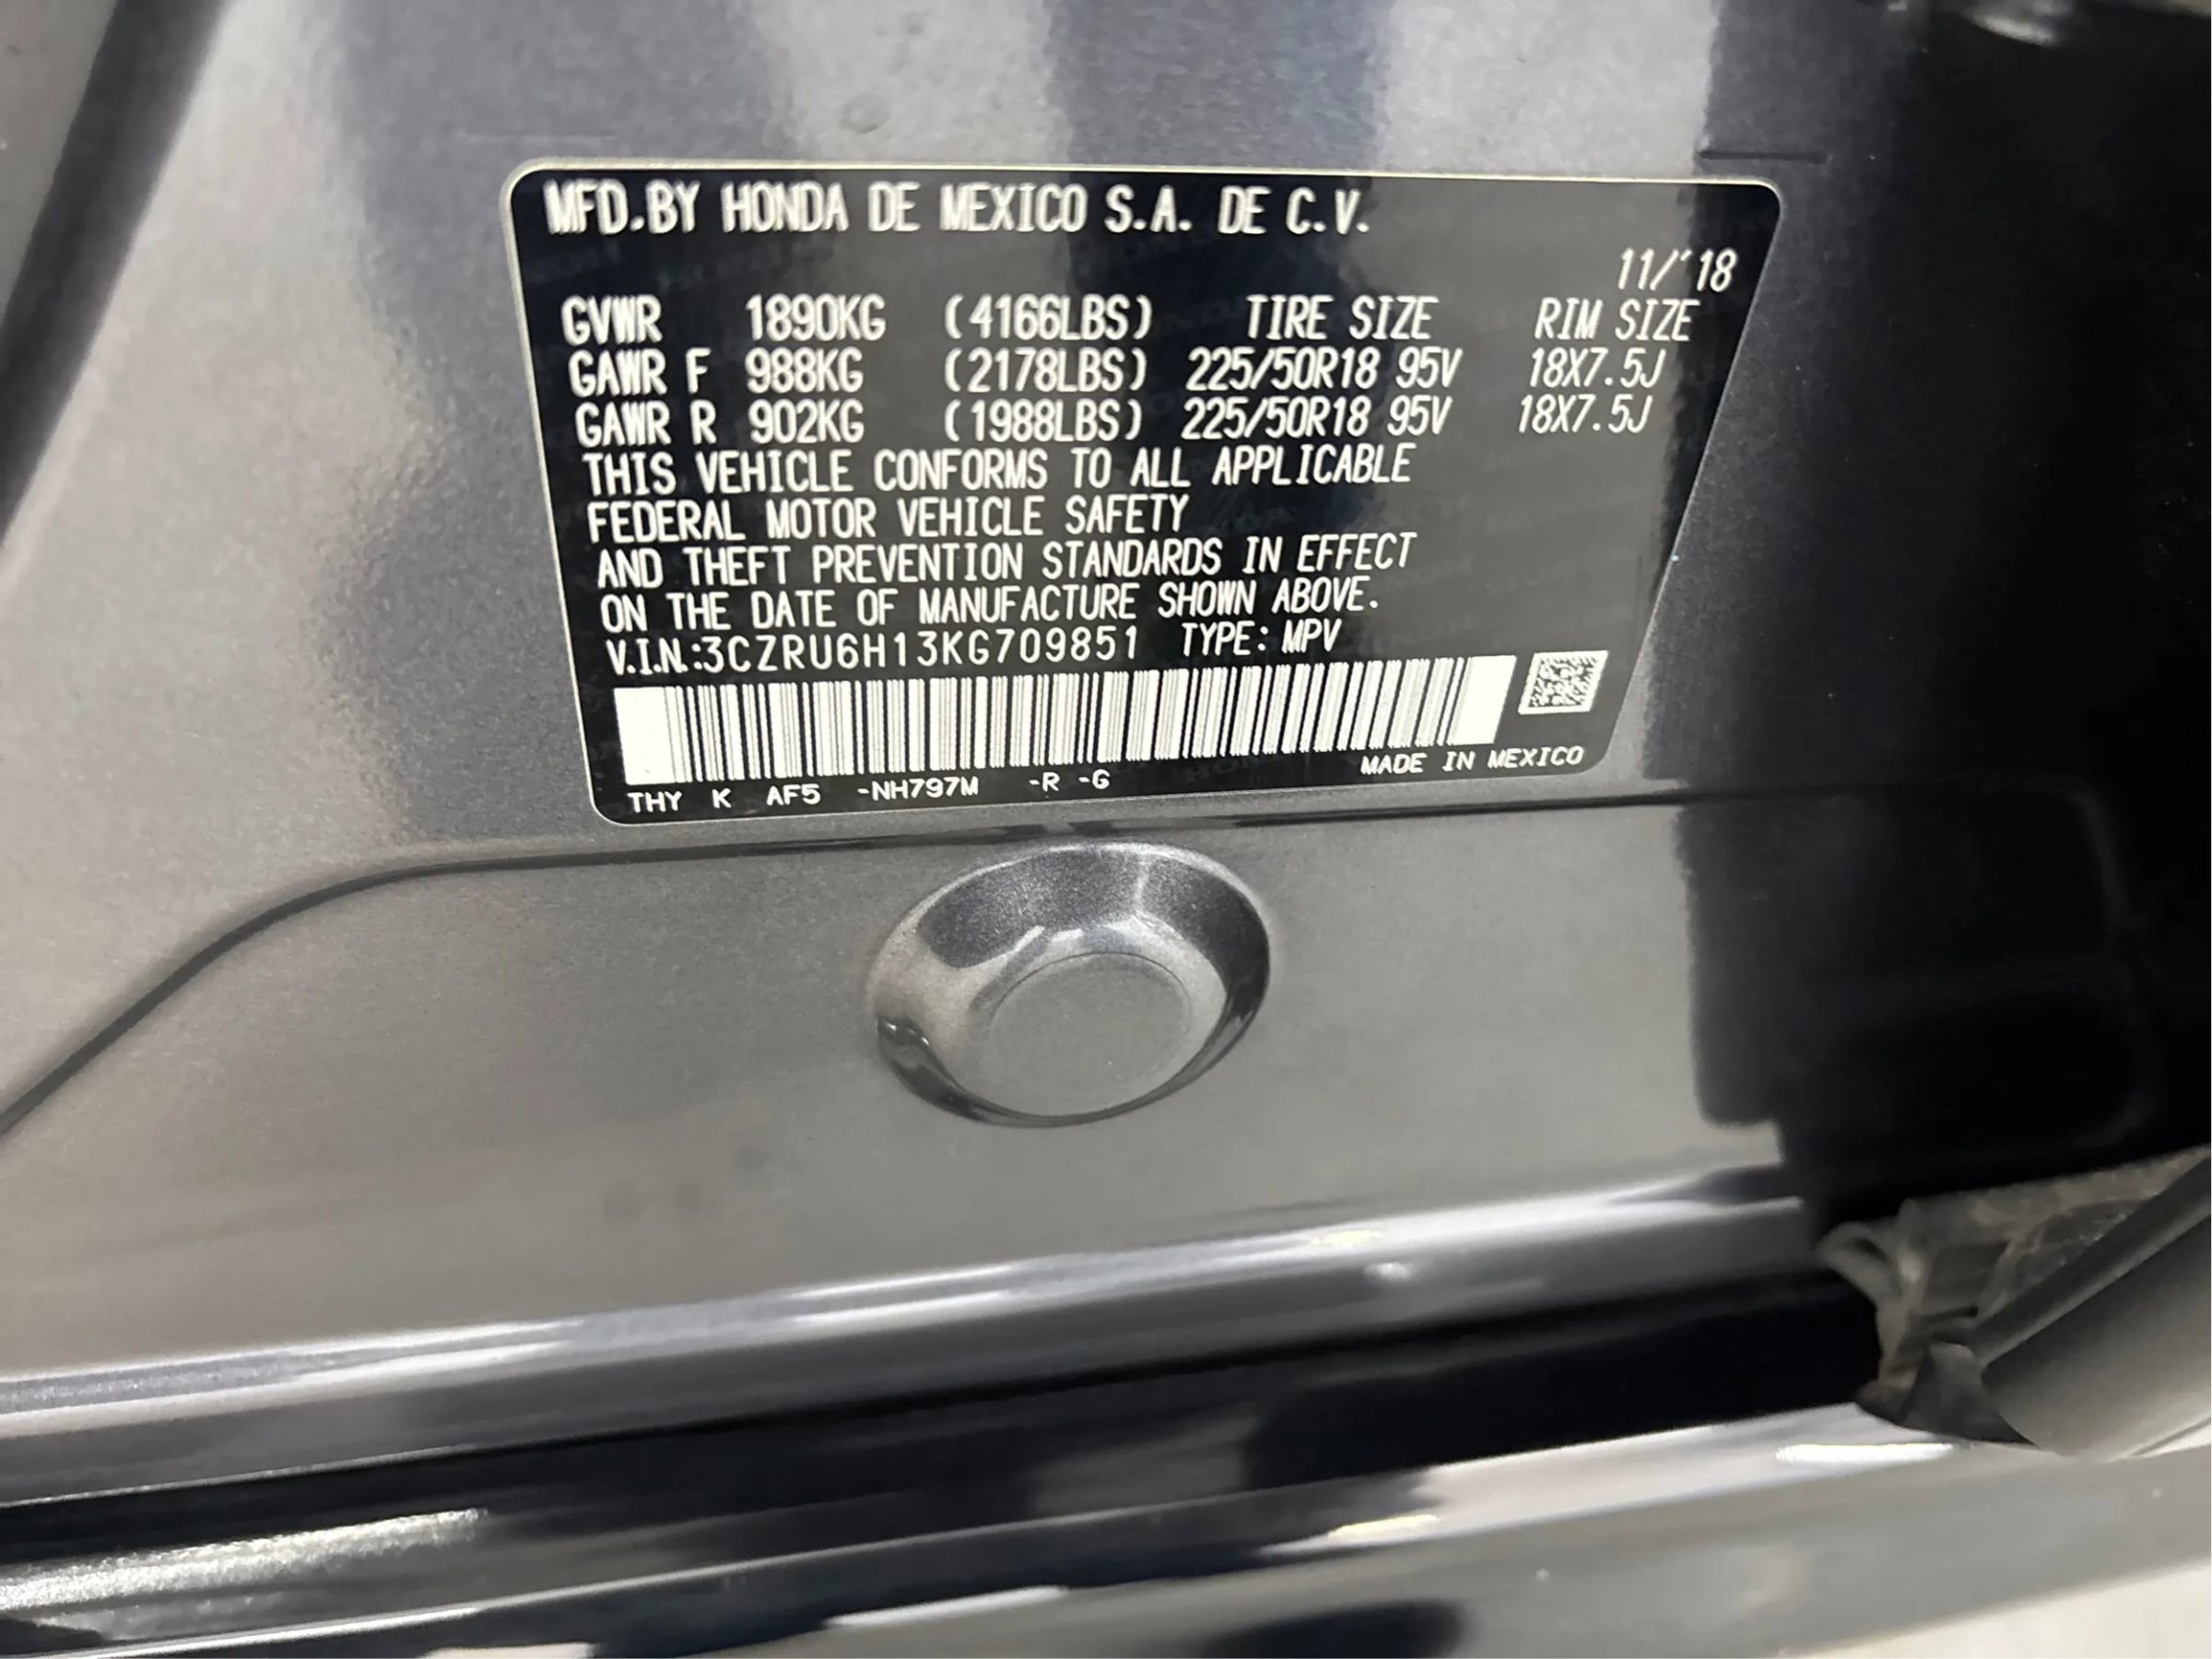 MFD.BY HONDA DE MEXICO S.A. DE C.V.
11/'18
GVWR 1890KG (4166LBS) TIRE SIZE RIM SIZE
GAWR F 988KG (2178LBS) 225/50R18 95V 18X7.5J
GAWR R 902KG (1988LBS) 225/50R18 95V 18X7.5J
THIS VEHICLE CONFORMS TO ALL APPLICABLE
FEDERAL MOTOR VEHICLE SAFETY
AND THEFT PREVENTION STANDARDS IN EFFECT
ON THE DATE OF MANUFACTURE SHOWN ABOVE.
V.I.N.:3CZRU6H13KG709851 TYPE: MPV
MADE IN MEXICO
THY K AF5 -NH797M -R -G